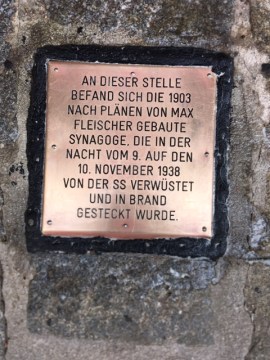 AN DIESER STELLE
BEFAND SICH DIE 1903
NACH PLÄNEN VON MAX
FLEISCHER GEBAUTE
SYNAGOGE, DIE IN DER
NACHT VOM 9. AUF DEN
10. NOVEMBER 1938
VON DER SS VERWÜSTET
UND IN BRAND
GESTECKT WURDE.